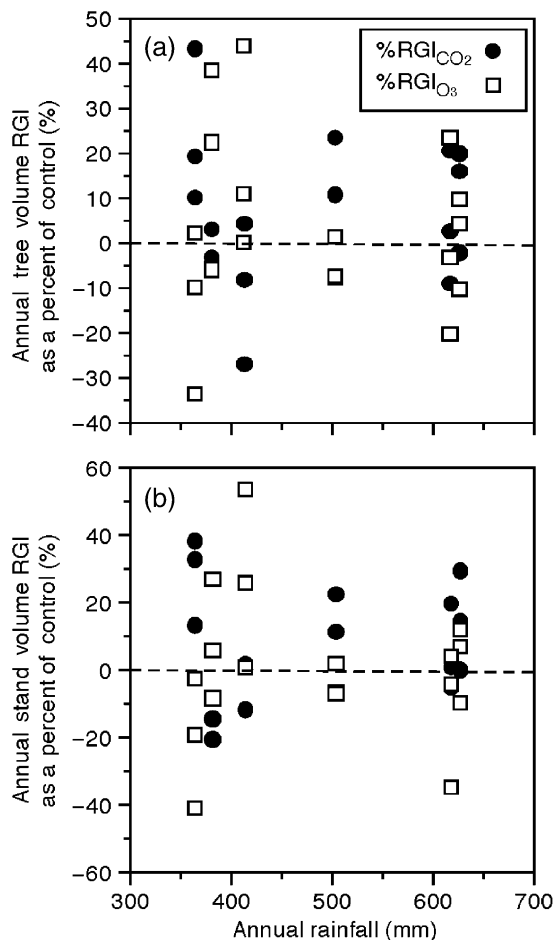 Annual tree volume RGI
as a percent of control (%)
50
40
30
20
10
0
−10
−20
−30
−40
(a)
%RGI_CO₂
%RGI_O₃
Annual stand volume RGI
as a percent of control (%)
60
40
20
0
−20
−40
−60
(b)
300 400 500 600 700
Annual rainfall (mm)